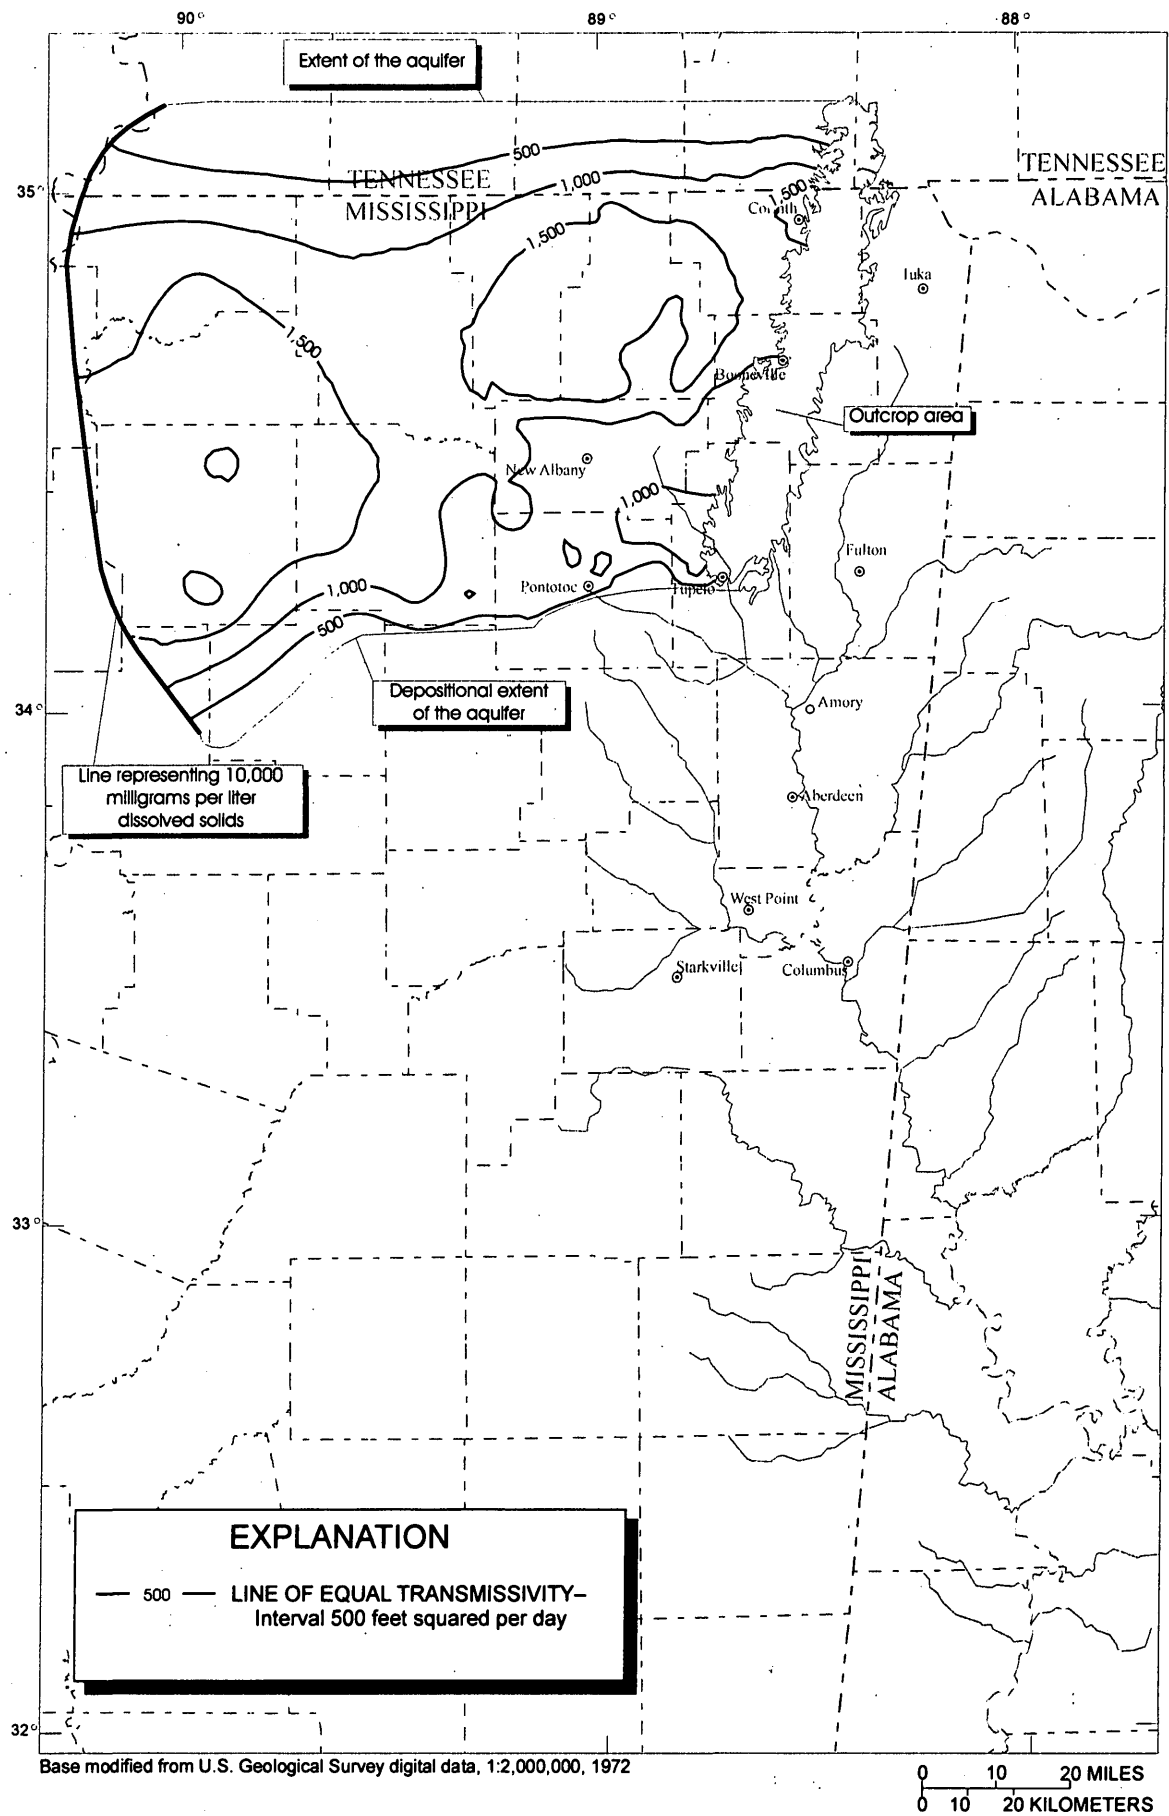 90° 89° 88°
Extent of the aquifer
500
TENNESSEE
MISSISSIPPI
TENNESSEE
ALABAMA
35°
1,000
1,500
1,500
Corinth
Iuka
1,500
Booneville
Outcrop area
New Albany
1,000
Fulton
Pontotoc
Tupelo
1,000
500
Depositional extent
of the aquifer
Amory
34°
Line representing 10,000
milligrams per liter
dissolved solids
Aberdeen
West Point
Starkville
Columbus
33°
MISSISSIPPI
ALABAMA
EXPLANATION
500 LINE OF EQUAL TRANSMISSIVITY–
Interval 500 feet squared per day
32°
Base modified from U.S. Geological Survey digital data, 1:2,000,000, 1972
0 10 20 MILES
0 10 20 KILOMETERS